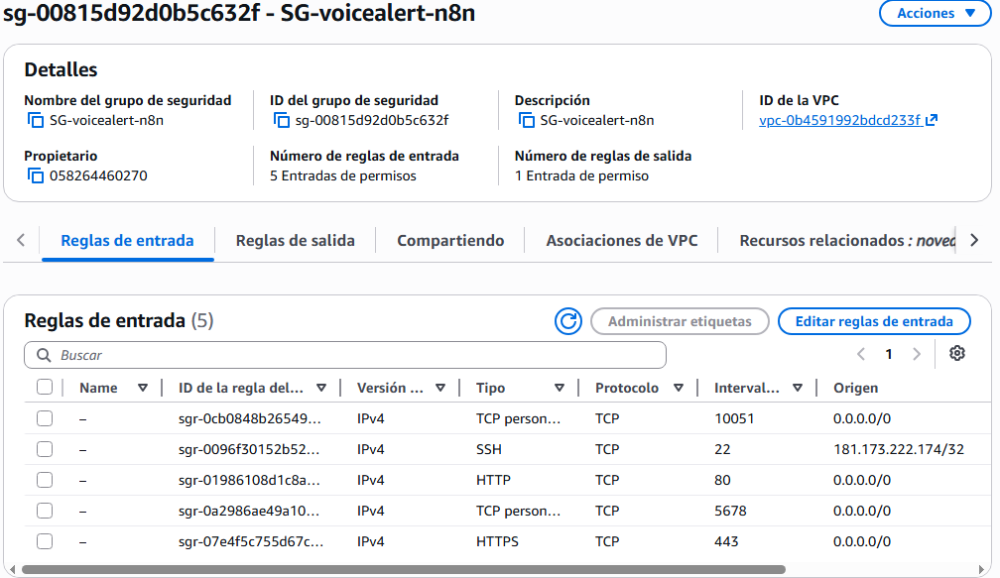 sg-00815d92d0b5c632f - SG-voicealert-n8n
Acciones
Detalles
Nombre del grupo de seguridad
SG-voicealert-n8n
ID del grupo de seguridad
sg-00815d92d0b5c632f
Descripción
SG-voicealert-n8n
ID de la VPC
vpc-0b4591992bdcd233f
Propietario
058264460270
Número de reglas de entrada
5 Entradas de permisos
Número de reglas de salida
1 Entrada de permiso
Reglas de entrada
Reglas de salida
Compartiendo
Asociaciones de VPC
Recursos relacionados : noved
Reglas de entrada (5)
Administrar etiquetas
Editar reglas de entrada
Buscar
1
Name ID de la regla del... Versión ... Tipo Protocolo Interval... Origen
– sgr-0cb0848b26549... IPv4 TCP person... TCP 10051 0.0.0.0/0
– sgr-0096f30152b52... IPv4 SSH TCP 22 181.173.222.174/32
– sgr-01986108d1c8a... IPv4 HTTP TCP 80 0.0.0.0/0
– sgr-0a2986ae49a10... IPv4 TCP person... TCP 5678 0.0.0.0/0
– sgr-07e4f5c755d67c... IPv4 HTTPS TCP 443 0.0.0.0/0